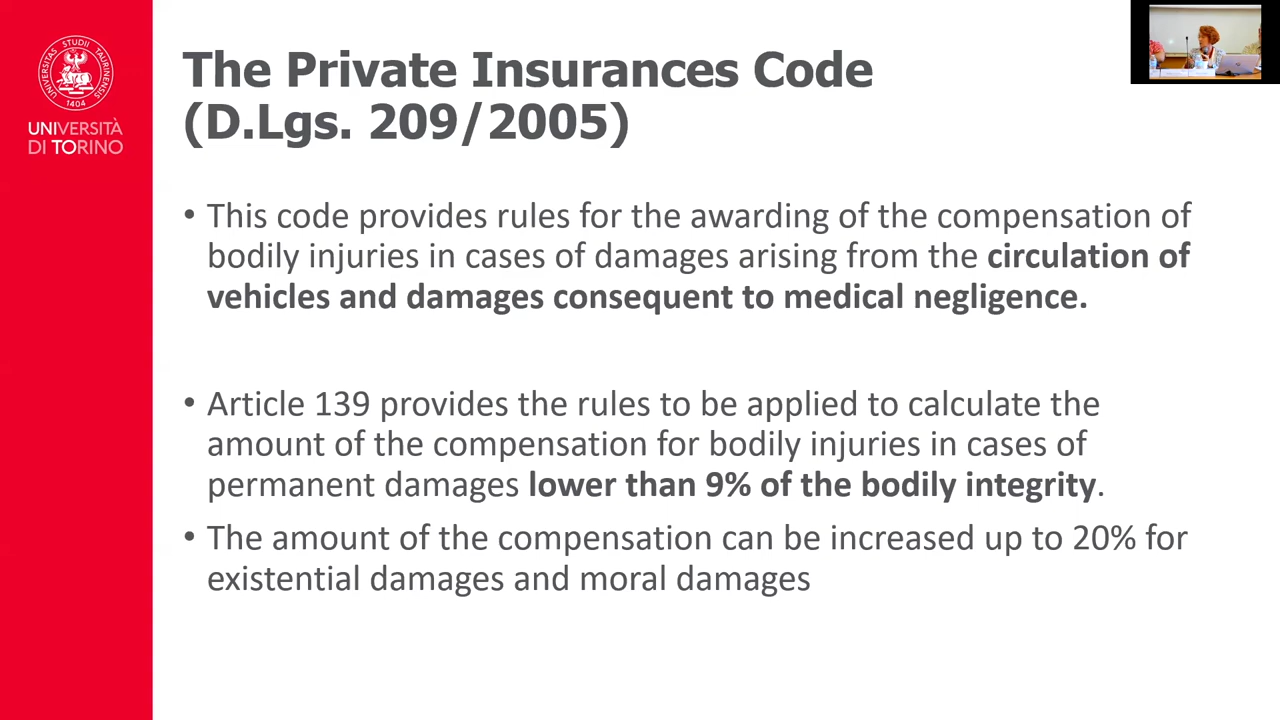 UNIVERSITAS STUDII TAURINENSIS
1404
UNIVERSITÀ
DI TORINO
The Private Insurances Code
(D.Lgs. 209/2005)
• This code provides rules for the awarding of the compensation of
bodily injuries in cases of damages arising from the circulation of
vehicles and damages consequent to medical negligence.
• Article 139 provides the rules to be applied to calculate the
amount of the compensation for bodily injuries in cases of
permanent damages lower than 9% of the bodily integrity.
• The amount of the compensation can be increased up to 20% for
existential damages and moral damages